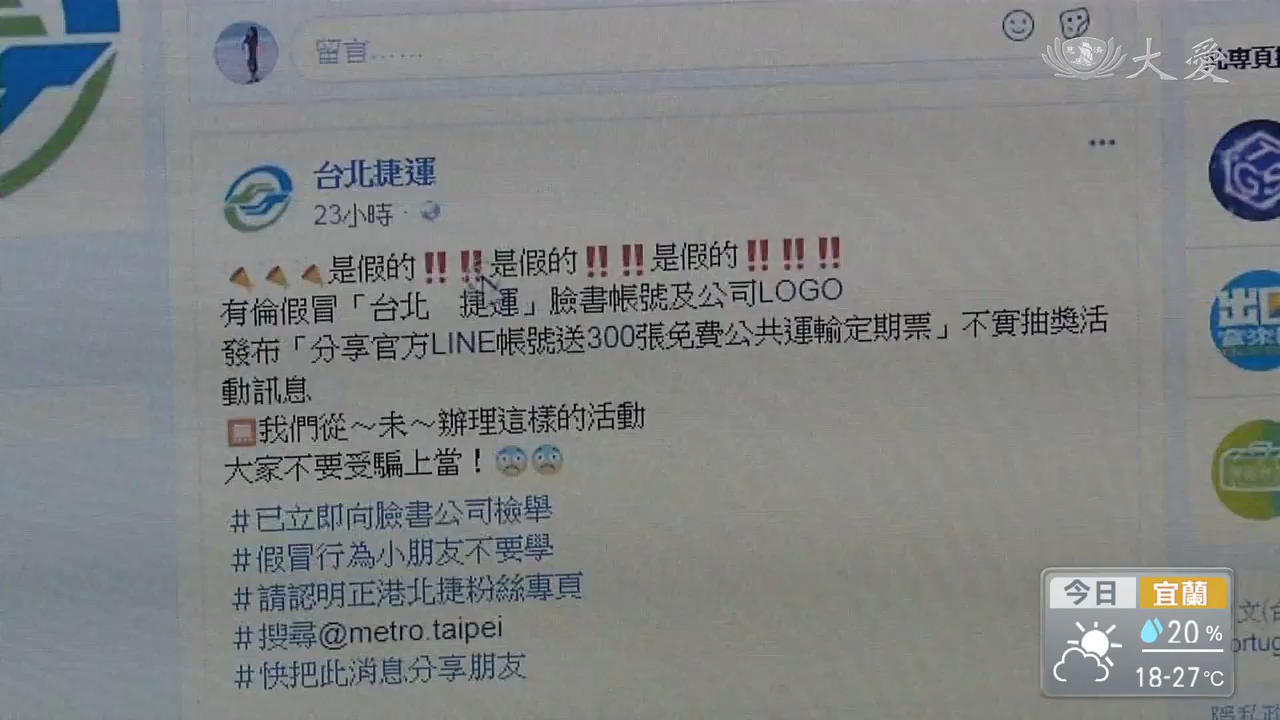 留言......
大愛
台北捷運
23小時
是假的‼️‼️是假的‼️‼️是假的‼️‼️‼️
有倫假冒「台北 捷運」臉書帳號及公司LOGO
發布「分享官方LINE帳號送300張免費公共運輸定期票」不實抽獎活
動訊息
🈚我們從～未～辦理這樣的活動
大家不要受騙上當！😨😨
#已立即向臉書公司檢舉
#假冒行為小朋友不要學
#請認明正港北捷粉絲專頁
#搜尋@metro.taipei
#快把此消息分享朋友
今日 宜蘭
20%
18-27℃